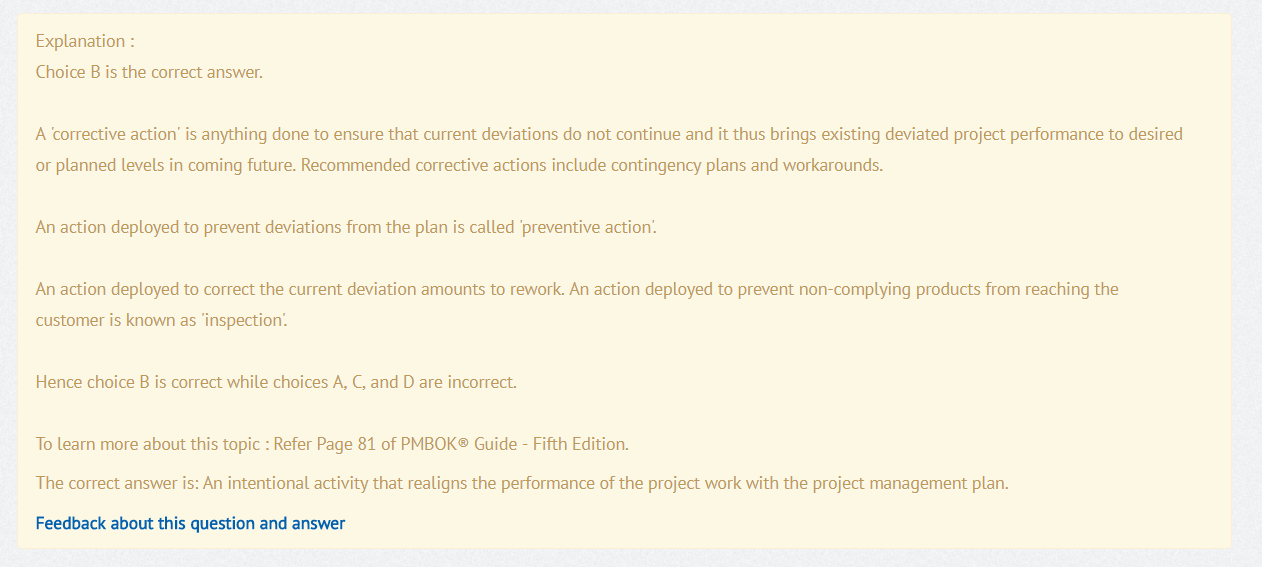 Explanation :
Choice B is the correct answer.
A 'corrective action' is anything done to ensure that current deviations do not continue and it thus brings existing deviated project performance to desired
or planned levels in coming future. Recommended corrective actions include contingency plans and workarounds.
An action deployed to prevent deviations from the plan is called 'preventive action'.
An action deployed to correct the current deviation amounts to rework. An action deployed to prevent non-complying products from reaching the
customer is known as 'inspection'.
Hence choice B is correct while choices A, C, and D are incorrect.
To learn more about this topic : Refer Page 81 of PMBOK® Guide - Fifth Edition.
The correct answer is: An intentional activity that realigns the performance of the project work with the project management plan.
Feedback about this question and answer